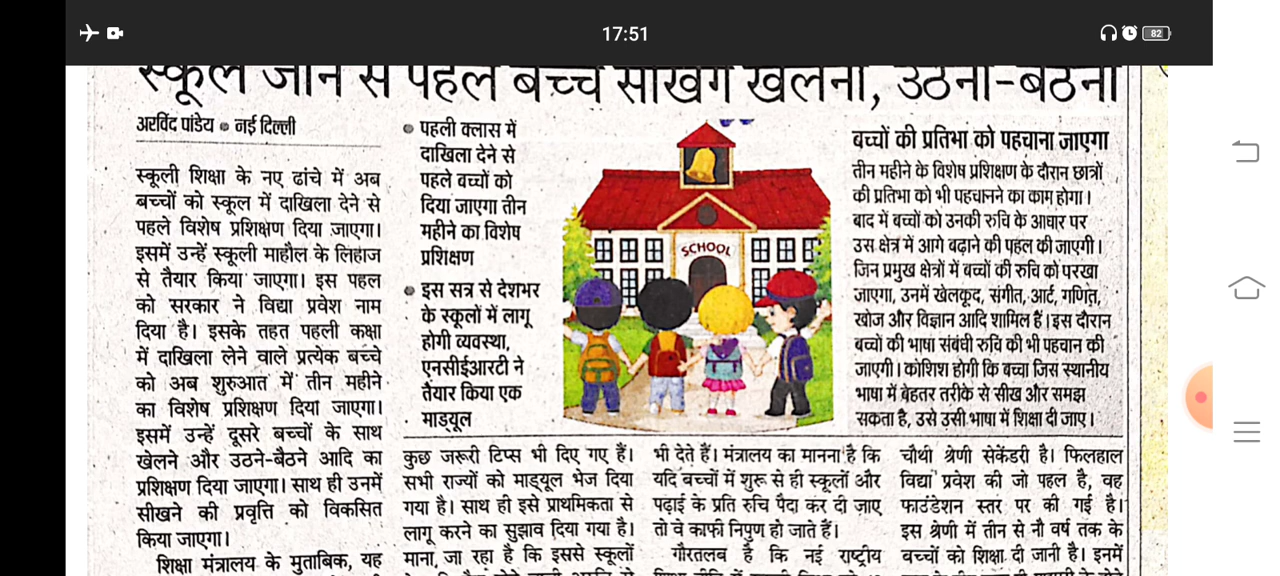 17:51
82
स्कूल जाने से पहले बच्चे सीखेंगे खेलना, उठना-बैठना
अरविंद पांडेय ● नई दिल्ली
स्कूली शिक्षा के नए ढांचे में अब
बच्चों को स्कूल में दाखिला देने से
पहले विशेष प्रशिक्षण दिया जाएगा।
इसमें उन्हें स्कूली माहौल के लिहाज
से तैयार किया जाएगा। इस पहल
को सरकार ने विद्या प्रवेश नाम
दिया है। इसके तहत पहली कक्षा
में दाखिला लेने वाले प्रत्येक बच्चे
को अब शुरुआत में तीन महीने
का विशेष प्रशिक्षण दिया जाएगा।
इसमें उन्हें दूसरे बच्चों के साथ
खेलने और उठने-बैठने आदि का
प्रशिक्षण दिया जाएगा। साथ ही उनमें
सीखने की प्रवृत्ति को विकसित
किया जाएगा।
शिक्षा मंत्रालय के मुताबिक, यह
● पहली क्लास में
दाखिला देने से
पहले बच्चों को
दिया जाएगा तीन
महीने का विशेष
प्रशिक्षण
● इस सत्र से देशभर
के स्कूलों में लागू
होगी व्यवस्था,
एनसीईआरटी ने
तैयार किया एक
माड्यूल
SCHOOL
बच्चों की प्रतिभा को पहचाना जाएगा
तीन महीने के विशेष प्रशिक्षण के दौरान छात्रों
की प्रतिभा को भी पहचानने का काम होगा।
बाद में बच्चों को उनकी रुचि के आधार पर
उस क्षेत्र में आगे बढ़ाने की पहल की जाएगी।
जिन प्रमुख क्षेत्रों में बच्चों की रुचि को परखा
जाएगा, उनमें खेलकूद, संगीत, आर्ट, गणित,
खोज और विज्ञान आदि शामिल हैं। इस दौरान
बच्चों की भाषा संबंधी रुचि की भी पहचान की
जाएगी। कोशिश होगी कि बच्चा जिस स्थानीय
भाषा में बेहतर तरीके से सीख और समझ
सकता है, उसे उसी भाषा में शिक्षा दी जाए।
कुछ जरूरी टिप्स भी दिए गए हैं।
सभी राज्यों को माड्यूल भेज दिया
गया है। साथ ही इसे प्राथमिकता से
लागू करने का सुझाव दिया गया है।
माना जा रहा है कि इससे स्कूलों
भी देते हैं। मंत्रालय का मानना है कि
यदि बच्चों में शुरू से ही स्कूलों और
पढ़ाई के प्रति रुचि पैदा कर दी जाए
तो वे काफी निपुण हो जाते हैं।
गौरतलब है कि नई राष्ट्रीय
चौथी श्रेणी सेकेंडरी है। फिलहाल
विद्या प्रवेश की जो पहल है, वह
फाउंडेशन स्तर पर की गई है।
इस श्रेणी में तीन से नौ वर्ष तक के
बच्चों को शिक्षा दी जानी है। इनमें